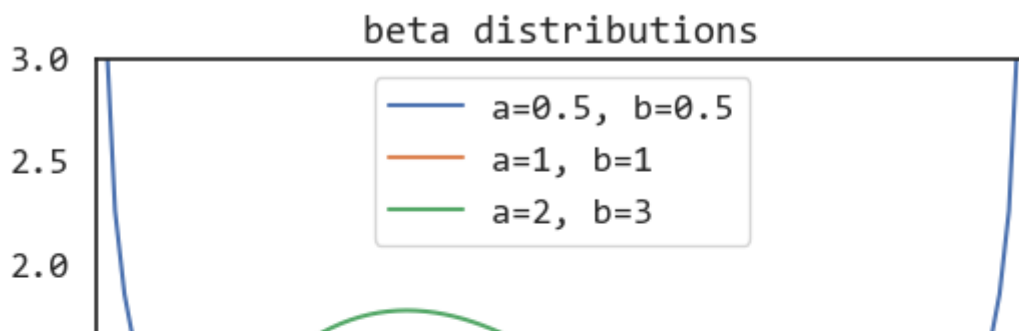 beta distributions
3.0
a=0.5, b=0.5
2.5
a=1, b=1
a=2, b=3
2.0